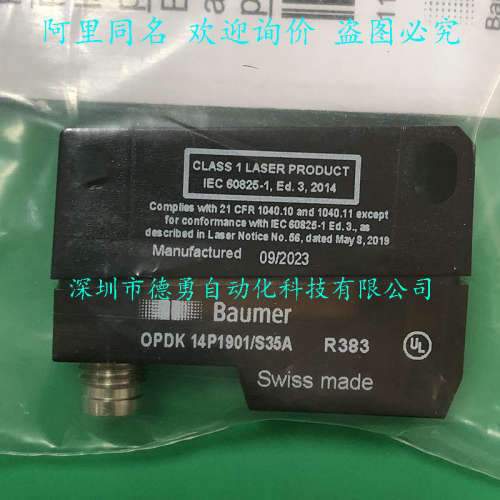 阿里同名 欢迎询价 盗图必究
CLASS 1 LASER PRODUCT
IEC 60825-1, Ed. 3, 2014
Complies with 21 CFR 1040.10 and 1040.11 except
for conformance with IEC 60825-1 Ed. 3., as
described in Laser Notice No. 56, dated May 8, 2019
Manufactured 09/2023
深圳市德勇自动化科技有限公司
Baumer
OPDK 14P1901/S35A R383 UL
Swiss made